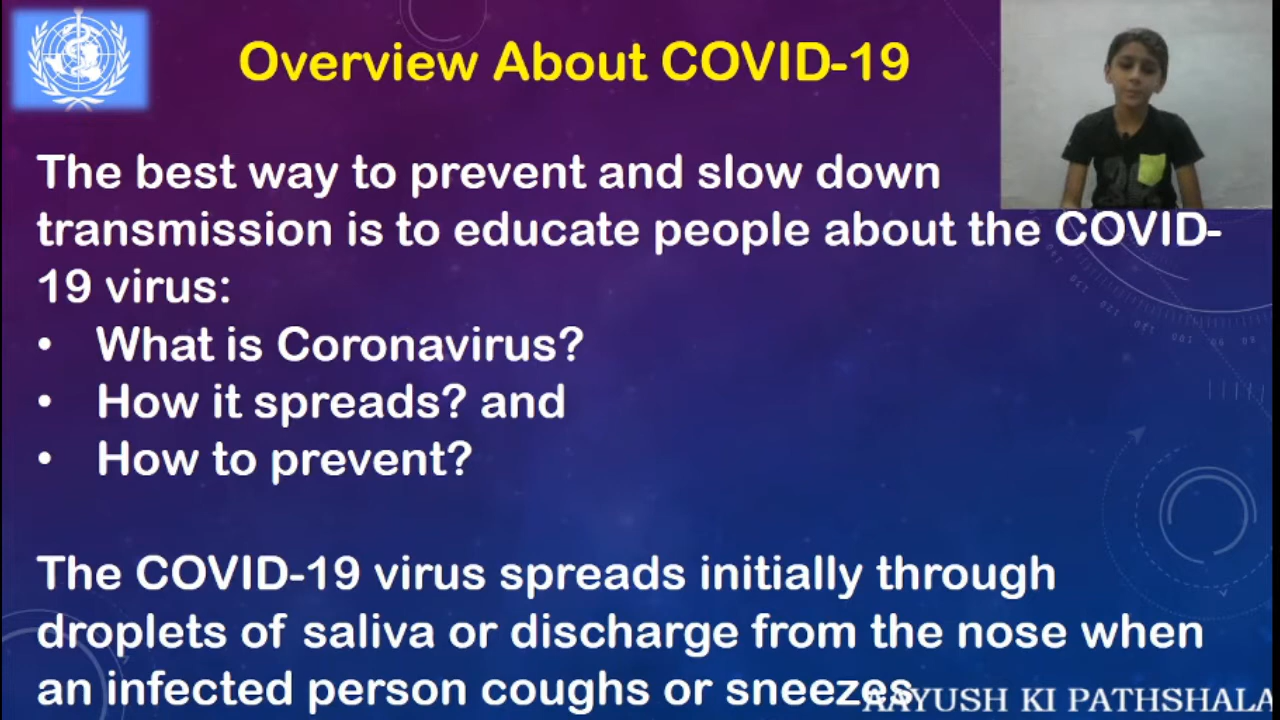 Overview About COVID-19
The best way to prevent and slow down
transmission is to educate people about the COVID-
19 virus:
• What is Coronavirus?
• How it spreads? and
• How to prevent?
The COVID-19 virus spreads initially through
droplets of saliva or discharge from the nose when
an infected person coughs or sneezes
AAYUSH KI PATHSHALA